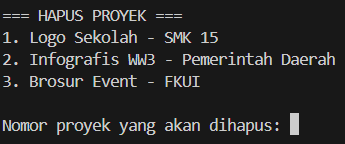 === HAPUS PROYEK ===
1. Logo Sekolah - SMK 15
2. Infografis WW3 - Pemerintah Daerah
3. Brosur Event - FKUI
Nomor proyek yang akan dihapus: